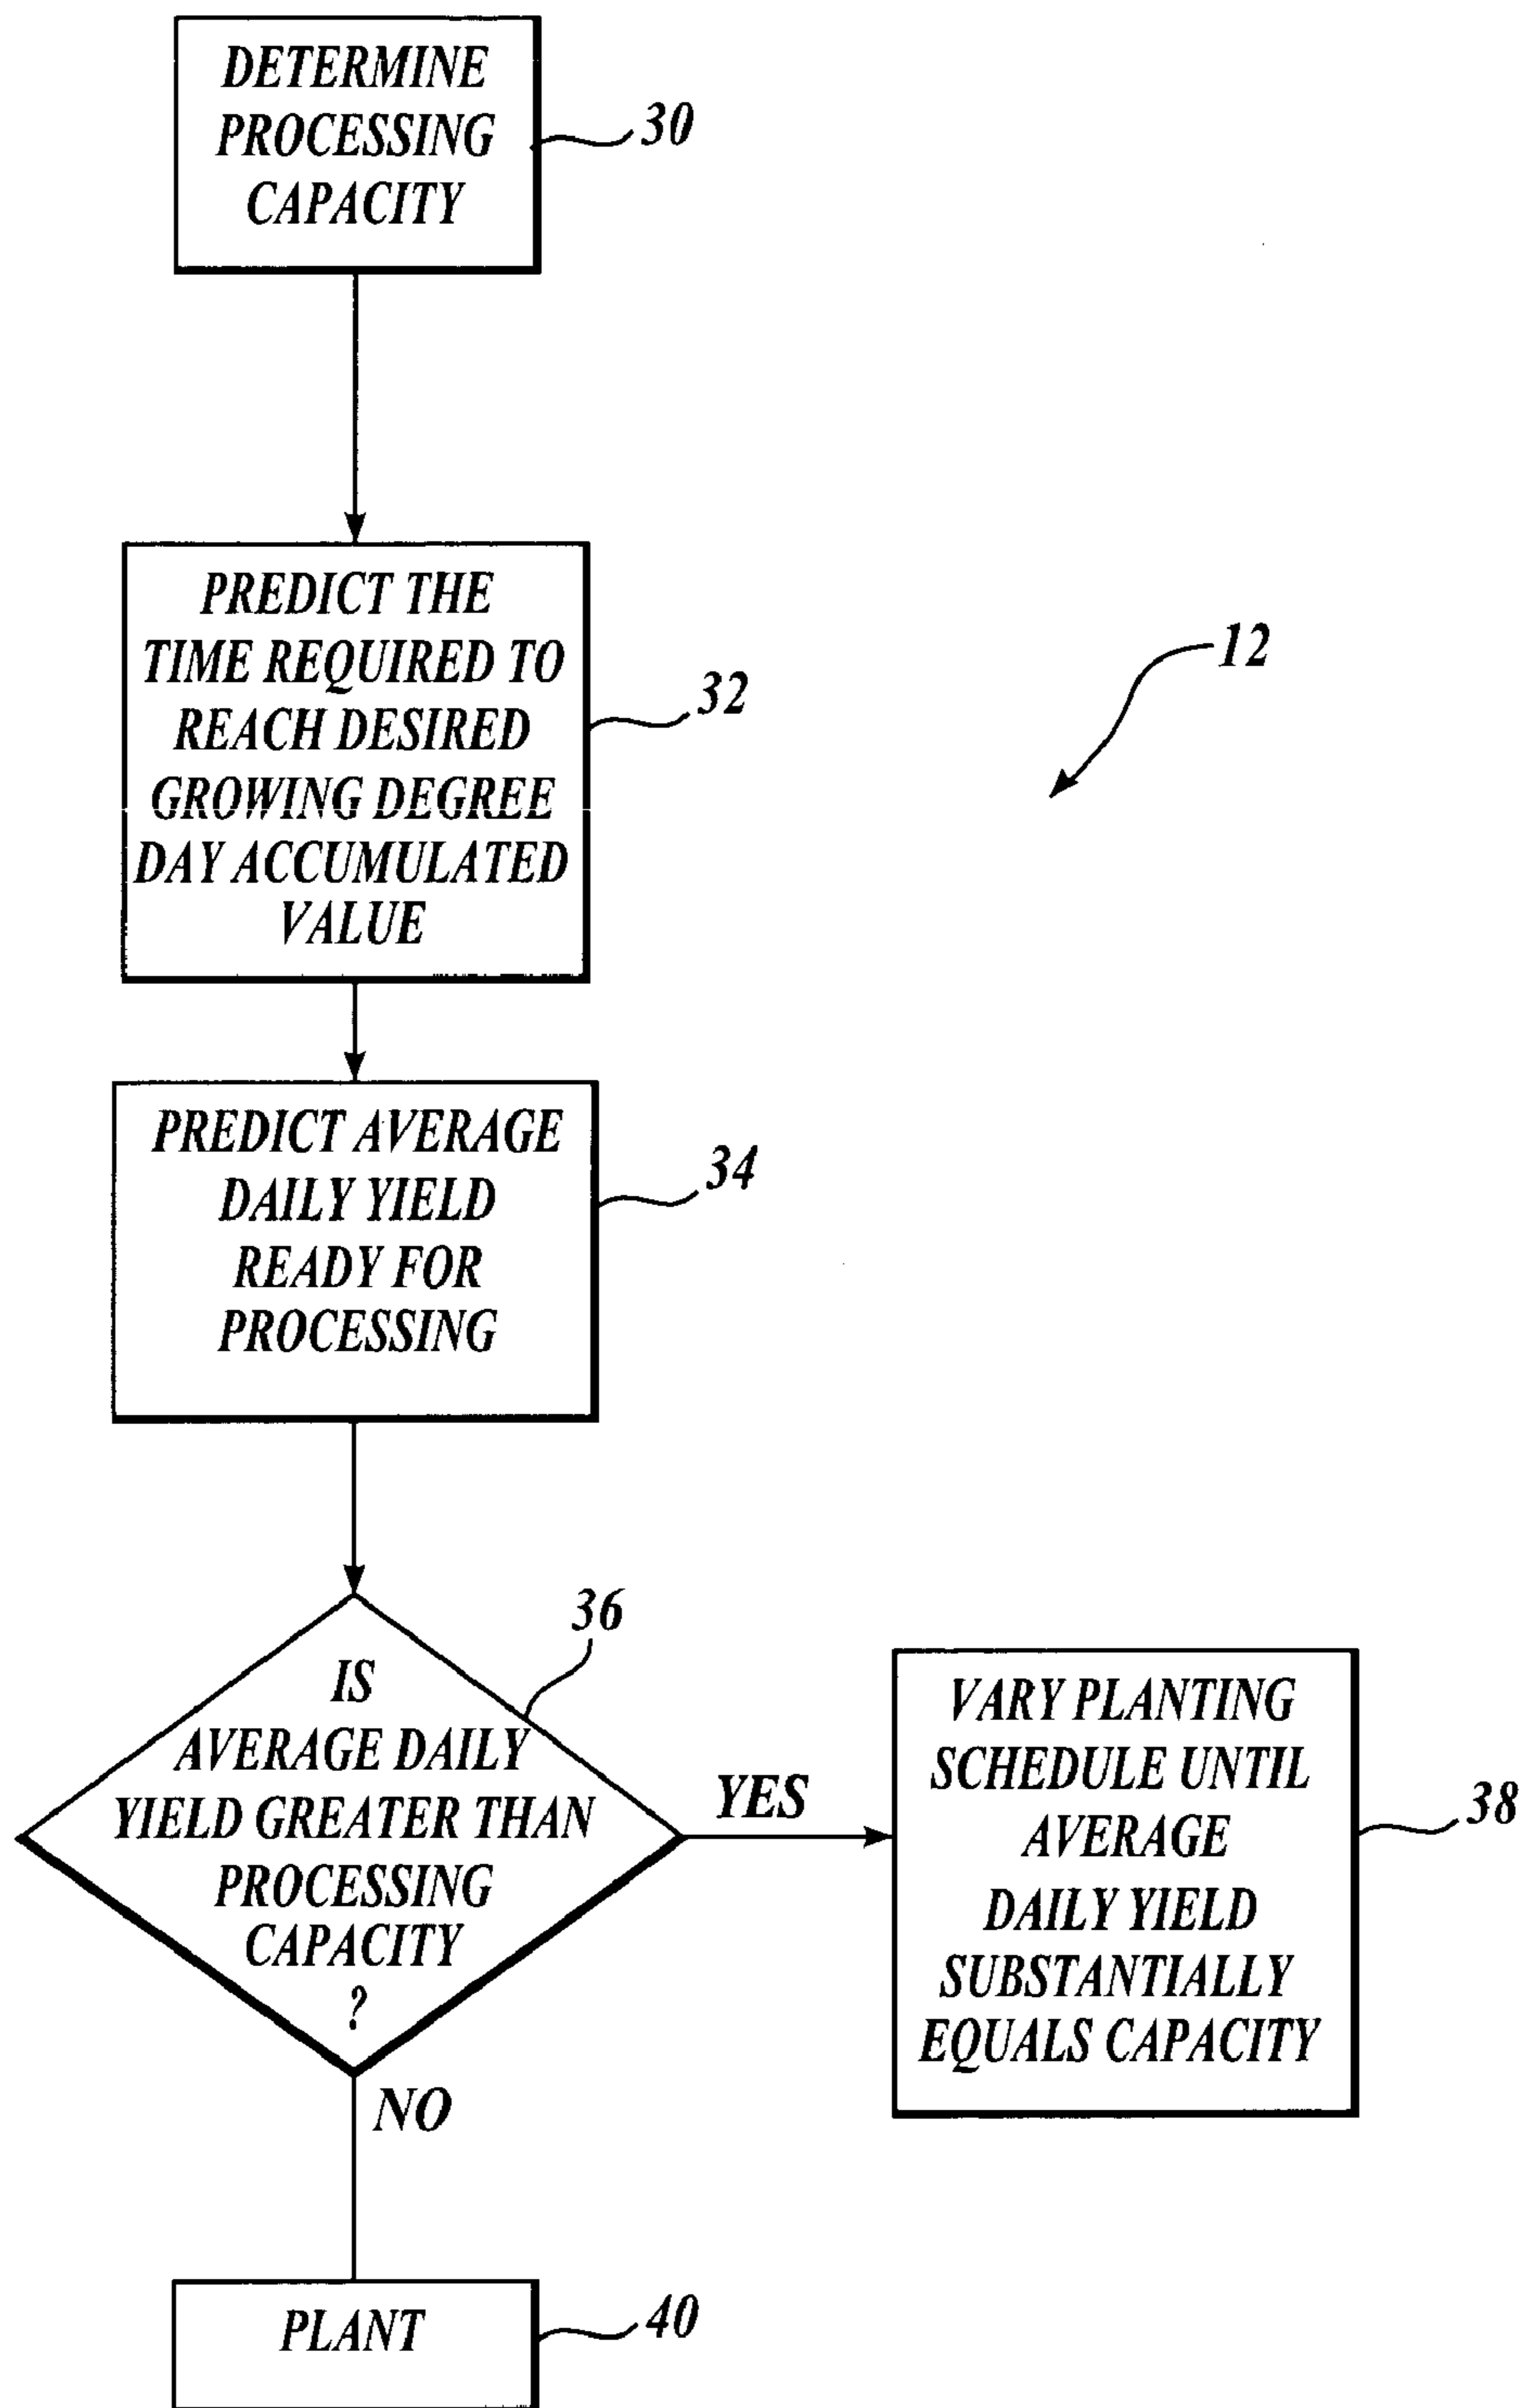 DETERMINE
PROCESSING
CAPACITY
30
PREDICT THE
TIME REQUIRED TO
REACH DESIRED
GROWING DEGREE
DAY ACCUMULATED
VALUE
32
12
PREDICT AVERAGE
DAILY YIELD
READY FOR
PROCESSING
34
36
IS
AVERAGE DAILY
YIELD GREATER THAN
PROCESSING
CAPACITY
?
YES
VARY PLANTING
SCHEDULE UNTIL
AVERAGE
DAILY YIELD
SUBSTANTIALLY
EQUALS CAPACITY
38
NO
PLANT
40